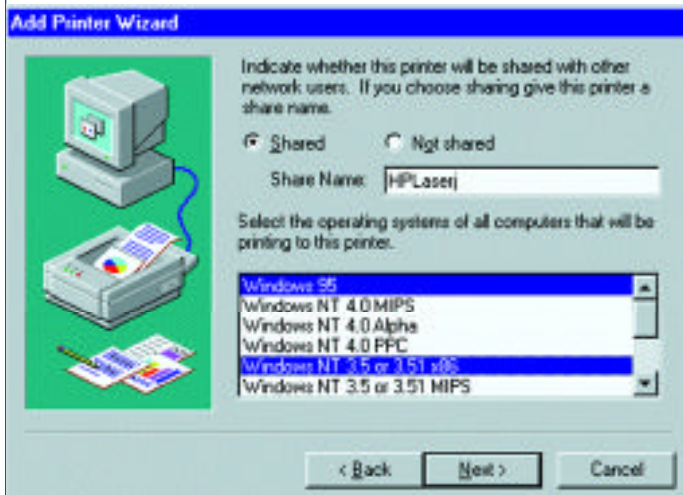 Add Printer Wizard
Indicate whether this printer will be shared with other
network users. If you choose sharing give this printer a
share name.
Shared Not shared
Share Name: HPLaserj
Select the operating systems of all computers that will be
printing to this printer.
Windows 95
Windows NT 4.0 MIPS
Windows NT 4.0 Alpha
Windows NT 4.0 PPC
Windows NT 3.5 or 3.51 x86
Windows NT 3.5 or 3.51 MIPS
< Back Next > Cancel